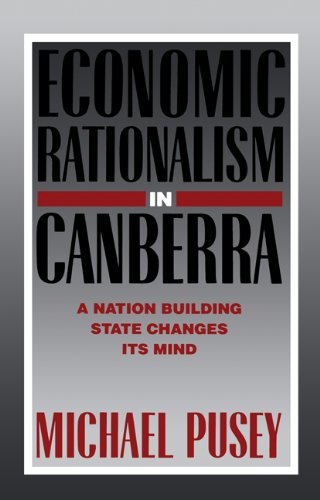 ECONOMIC
RATIONALISM
IN
CANBERRA
A NATION BUILDING
STATE CHANGES
ITS MIND
MICHAEL PUSEY